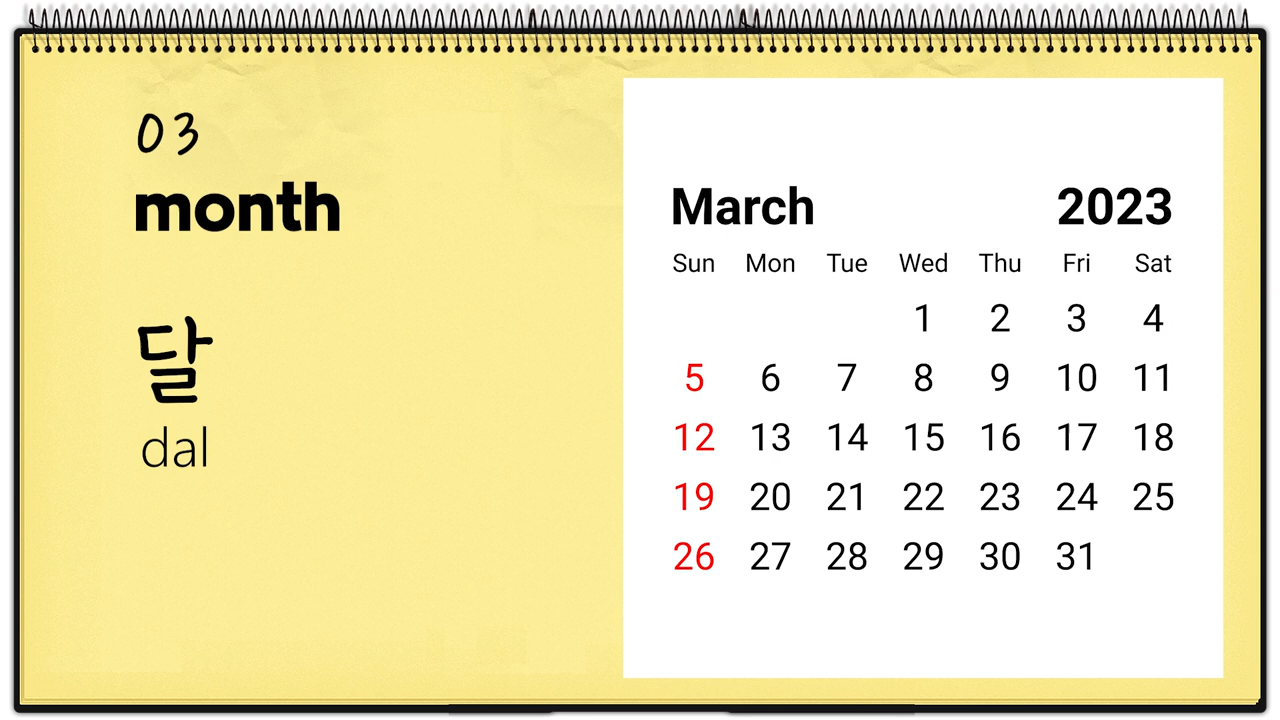 03
month
달
dal
March 2023
Sun Mon Tue Wed Thu Fri Sat
1 2 3 4
5 6 7 8 9 10 11
12 13 14 15 16 17 18
19 20 21 22 23 24 25
26 27 28 29 30 31